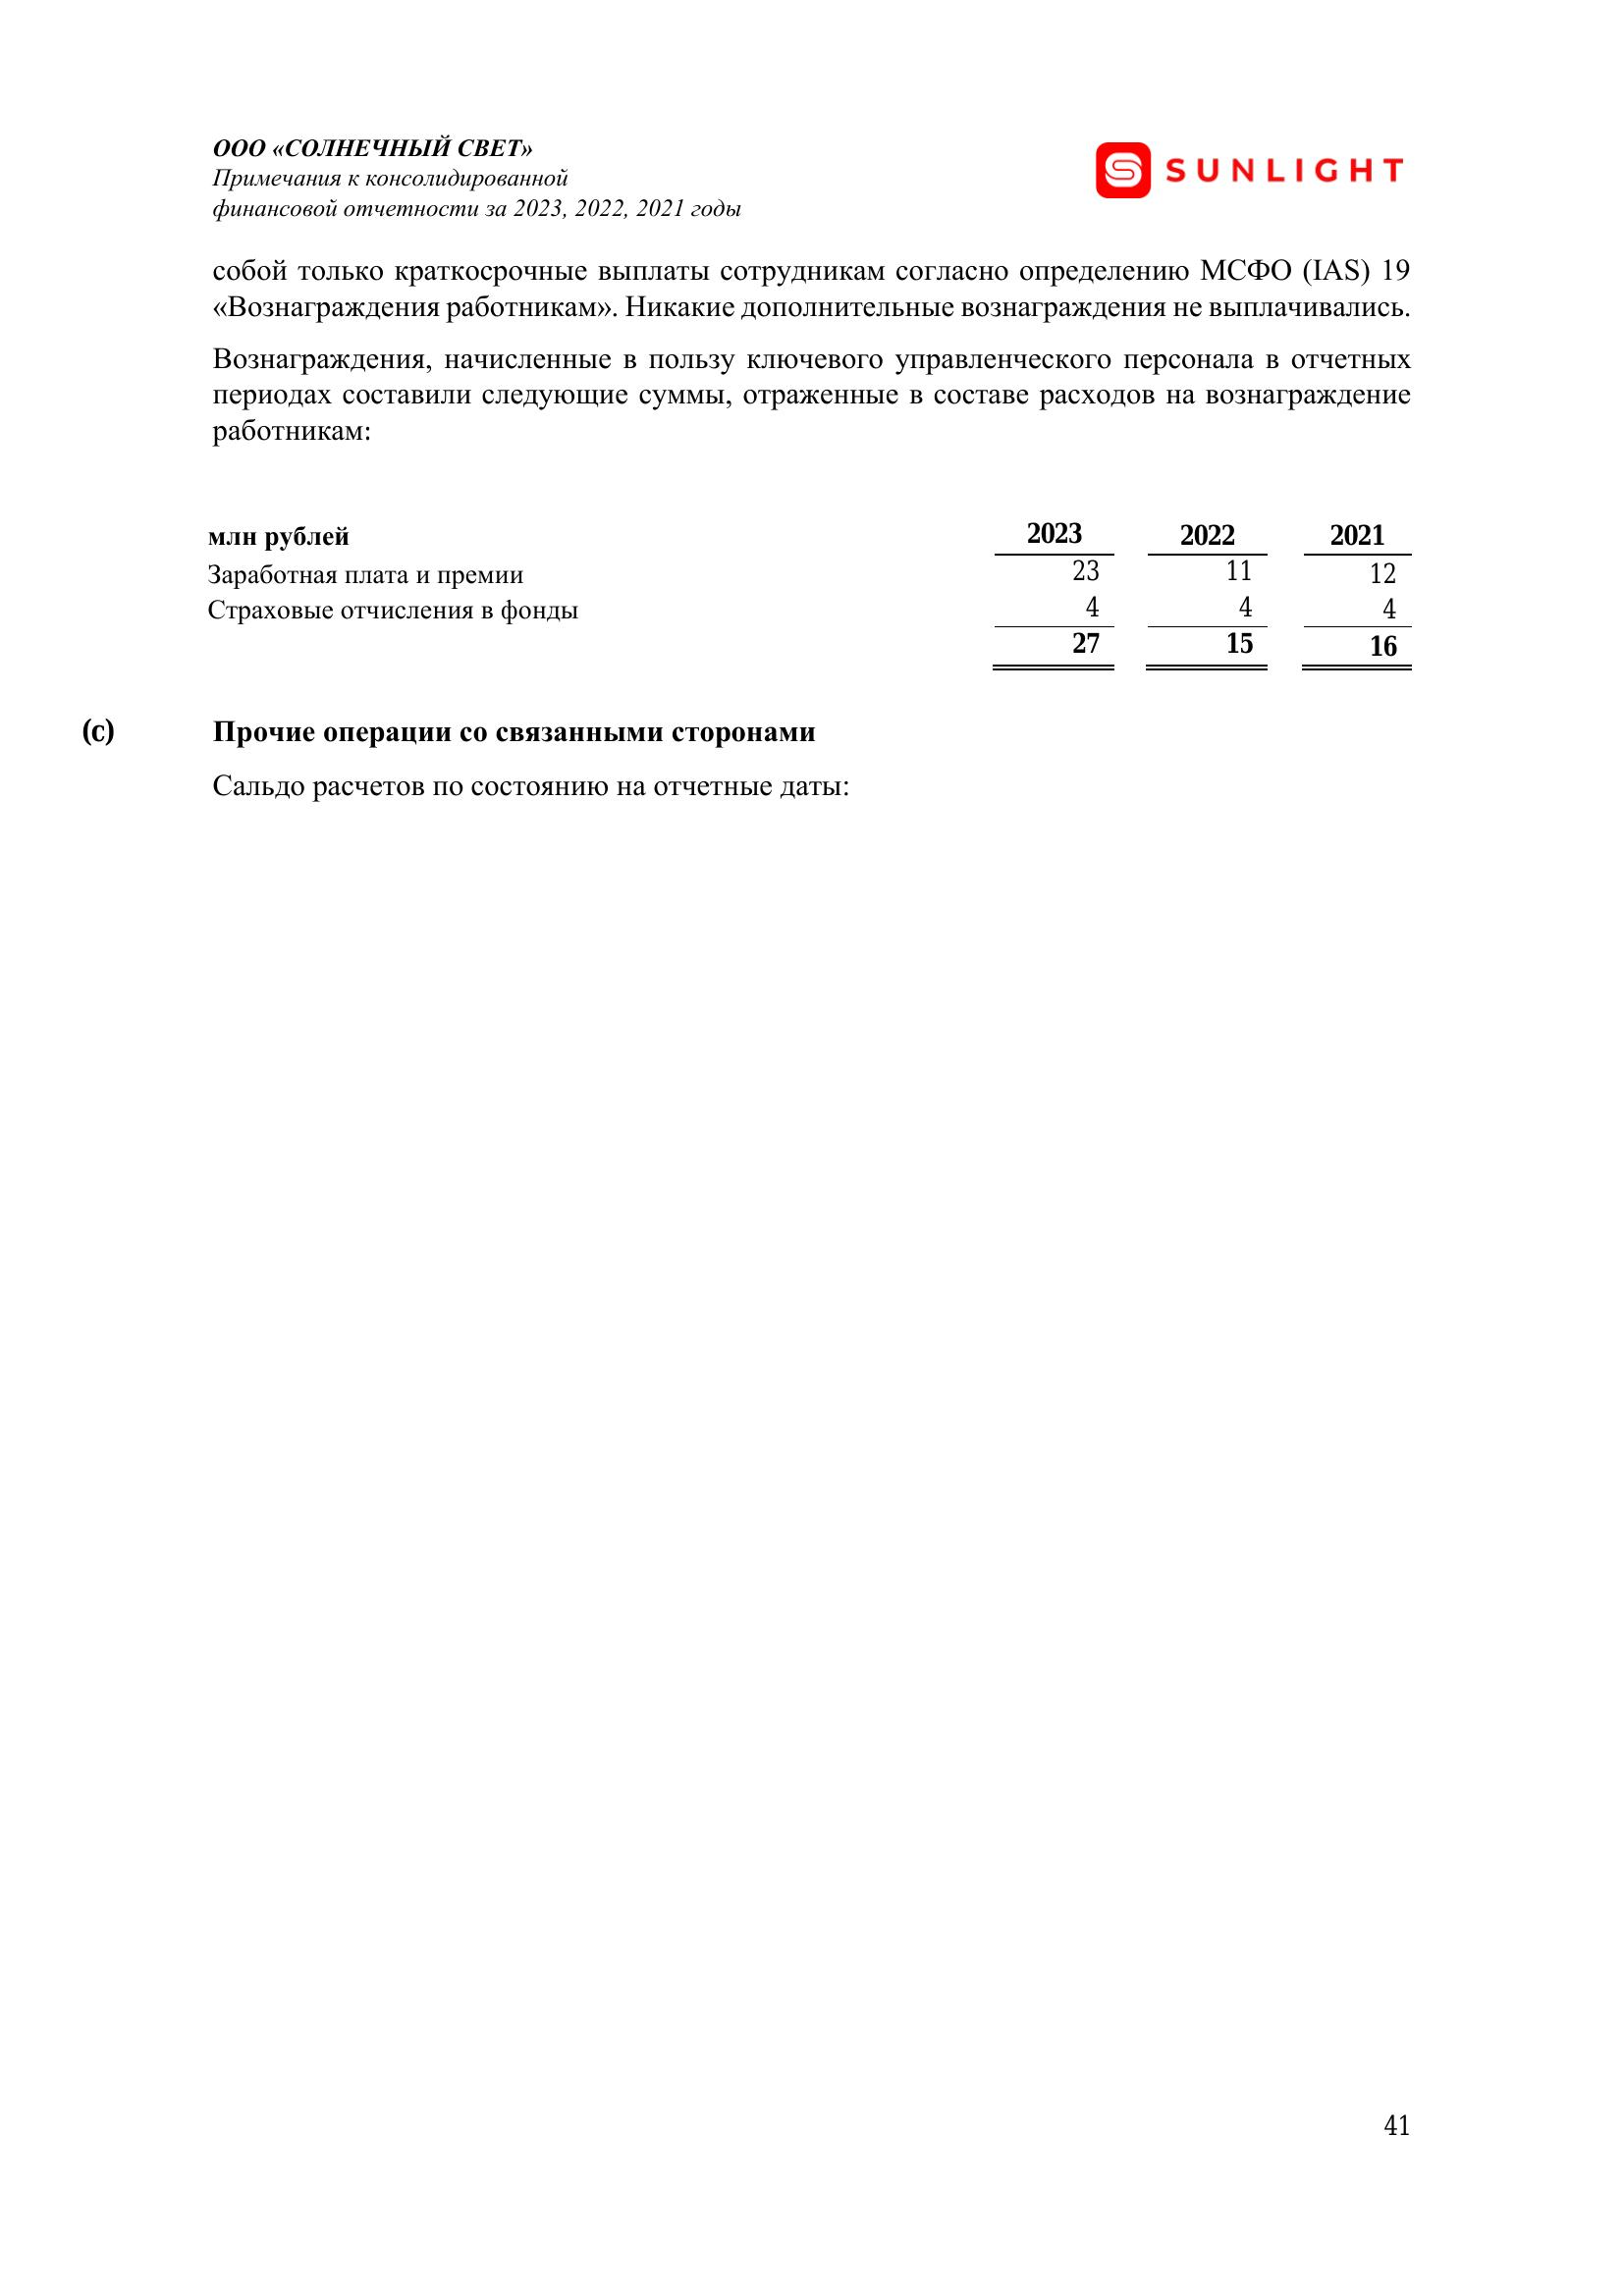 ООО «СОЛНЕЧНЫЙ СВЕТ»
Примечания к консолидированной
финансовой отчетности за 2023, 2022, 2021 годы
SUNLIGHT
собой только краткосрочные выплаты сотрудникам согласно определению МСФО (IAS) 19
«Вознаграждения работникам». Никакие дополнительные вознаграждения не выплачивались.
Вознаграждения, начисленные в пользу ключевого управленческого персонала в отчетных
периодах составили следующие суммы, отраженные в составе расходов на вознаграждение
работникам:
млн рублей 2023 2022 2021
Заработная плата и премии 23 11 12
Страховые отчисления в фонды 4 4 4
27 15 16
(c) Прочие операции со связанными сторонами
Сальдо расчетов по состоянию на отчетные даты:
41